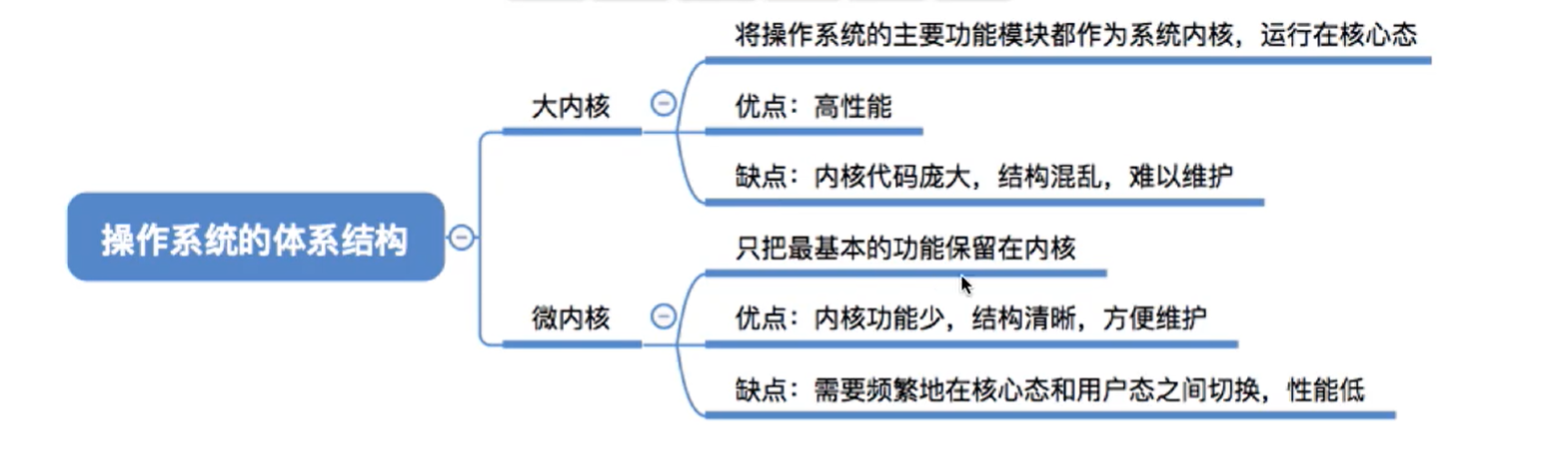 操作系统的体系结构
大内核
将操作系统的主要功能模块都作为系统内核，运行在核心态
优点：高性能
缺点：内核代码庞大，结构混乱，难以维护
微内核
只把最基本的功能保留在内核
优点：内核功能少，结构清晰，方便维护
缺点：需要频繁地在核心态和用户态之间切换，性能低